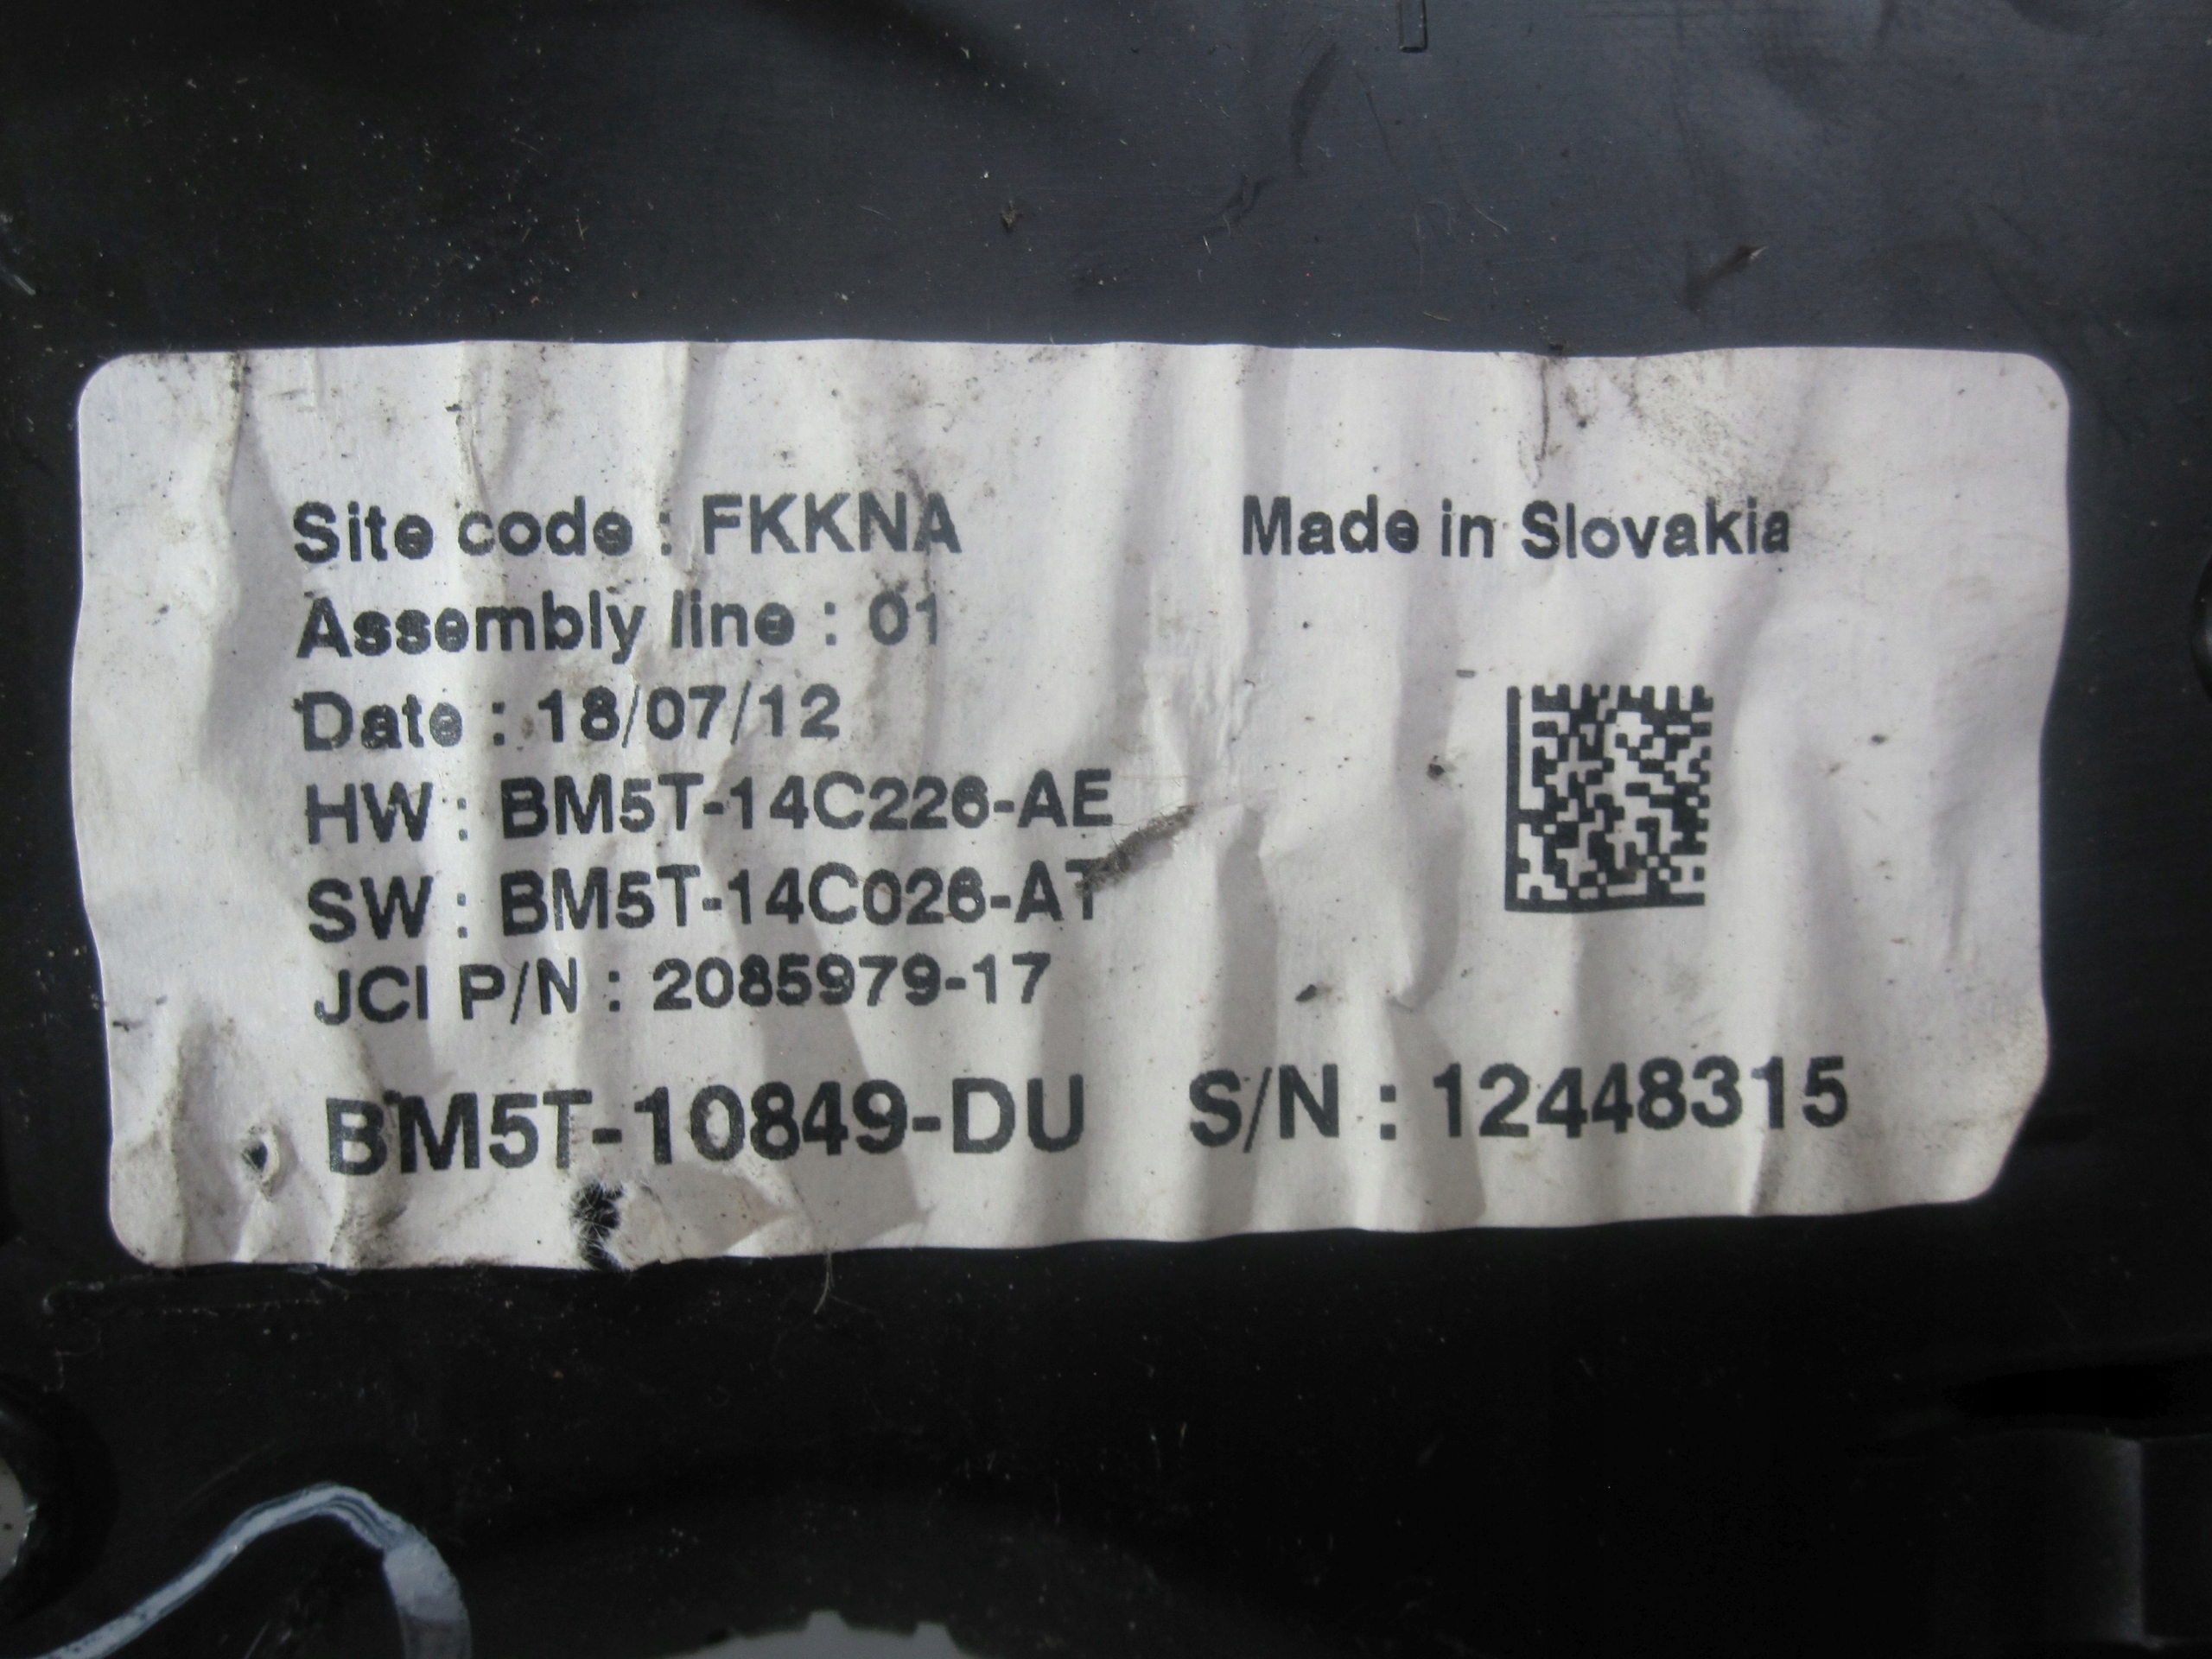 Site code : FKKNA
Made in Slovakia
Assembly line : 01
Date : 18/07/12
HW : BM5T-14C226-AE
SW : BM5T-14C026-AT
JCI P/N : 2085979-17
BM5T-10849-DU S/N : 12448315